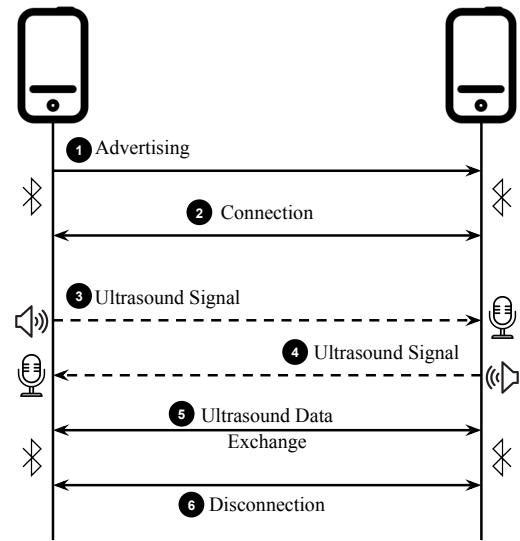 1 Advertising
2 Connection
3 Ultrasound Signal
4 Ultrasound Signal
5 Ultrasound Data
Exchange
6 Disconnection